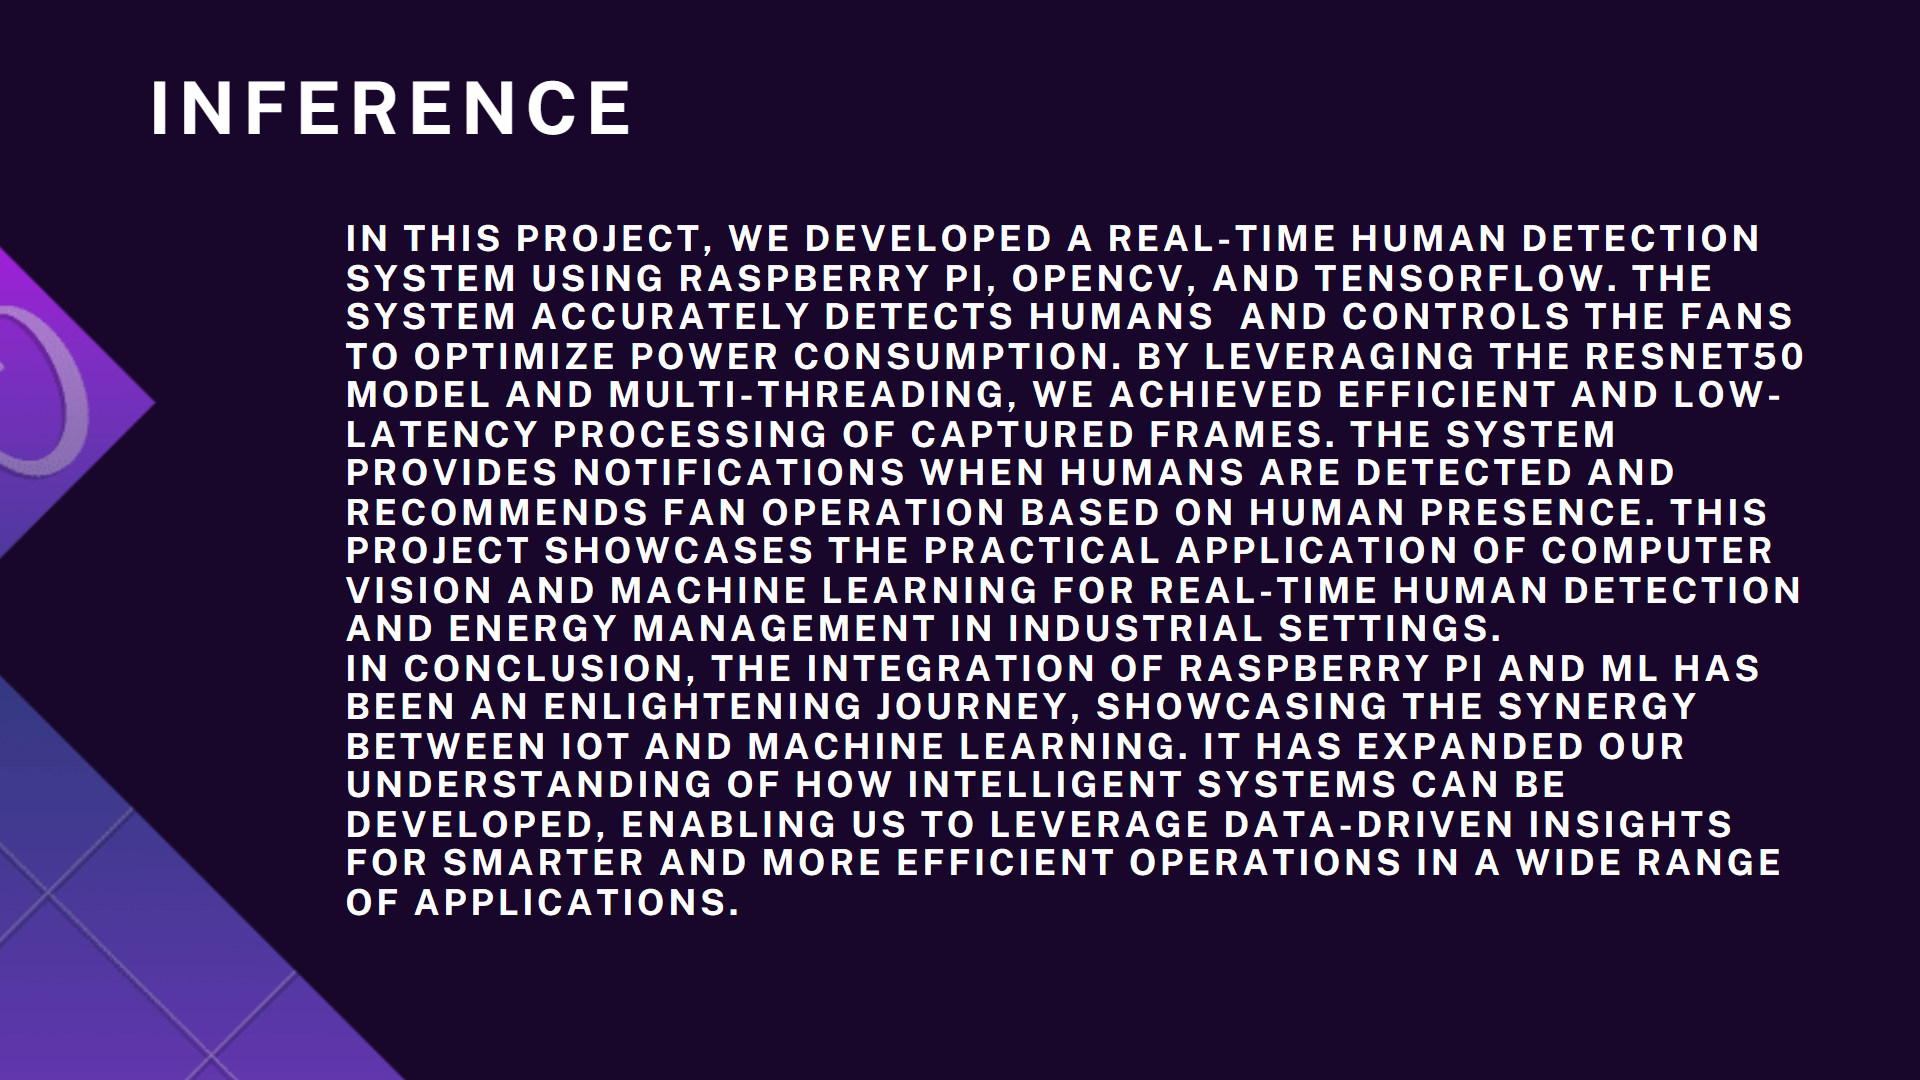 INFERENCE
IN THIS PROJECT, WE DEVELOPED A REAL-TIME HUMAN DETECTION
SYSTEM USING RASPBERRY PI, OPENCV, AND TENSORFLOW. THE
SYSTEM ACCURATELY DETECTS HUMANS  AND CONTROLS THE FANS
TO OPTIMIZE POWER CONSUMPTION. BY LEVERAGING THE RESNET50
MODEL AND MULTI-THREADING, WE ACHIEVED EFFICIENT AND LOW-
LATENCY PROCESSING OF CAPTURED FRAMES. THE SYSTEM
PROVIDES NOTIFICATIONS WHEN HUMANS ARE DETECTED AND
RECOMMENDS FAN OPERATION BASED ON HUMAN PRESENCE. THIS
PROJECT SHOWCASES THE PRACTICAL APPLICATION OF COMPUTER
VISION AND MACHINE LEARNING FOR REAL-TIME HUMAN DETECTION
AND ENERGY MANAGEMENT IN INDUSTRIAL SETTINGS.
IN CONCLUSION, THE INTEGRATION OF RASPBERRY PI AND ML HAS
BEEN AN ENLIGHTENING JOURNEY, SHOWCASING THE SYNERGY
BETWEEN IOT AND MACHINE LEARNING. IT HAS EXPANDED OUR
UNDERSTANDING OF HOW INTELLIGENT SYSTEMS CAN BE
DEVELOPED, ENABLING US TO LEVERAGE DATA-DRIVEN INSIGHTS
FOR SMARTER AND MORE EFFICIENT OPERATIONS IN A WIDE RANGE
OF APPLICATIONS.